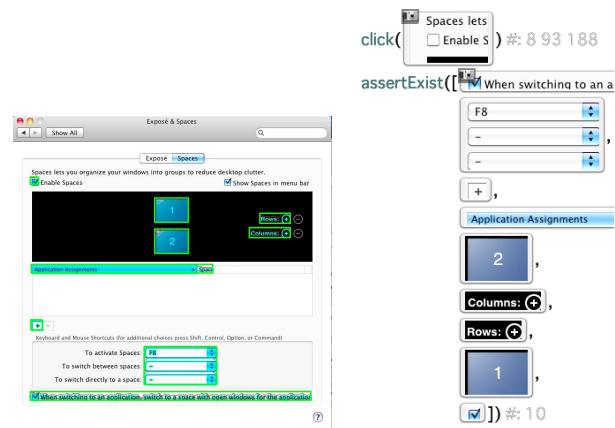 Exposé & Spaces
Show All
Exposé Spaces
Spaces lets you organize your windows into groups to reduce desktop clutter.
Enable Spaces
Show Spaces in menu bar
1
2
Rows:
Columns:
Application Assignments
Spac
+ −
Keyboard and Mouse Shortcuts (for additional choices press Shift, Control, Option, or Command)
To activate Spaces: F8
To switch between spaces: –
To switch directly to a space: –
When switching to an application, switch to a space with open windows for the application
?
click( Spaces lets
Enable S ) #: 8 93 188
assertExist([ When switching to an a
F8
–
– ,
+ ,
Application Assignments
2 ,
Columns: + ,
Rows: + ,
1 ,
]) #: 10